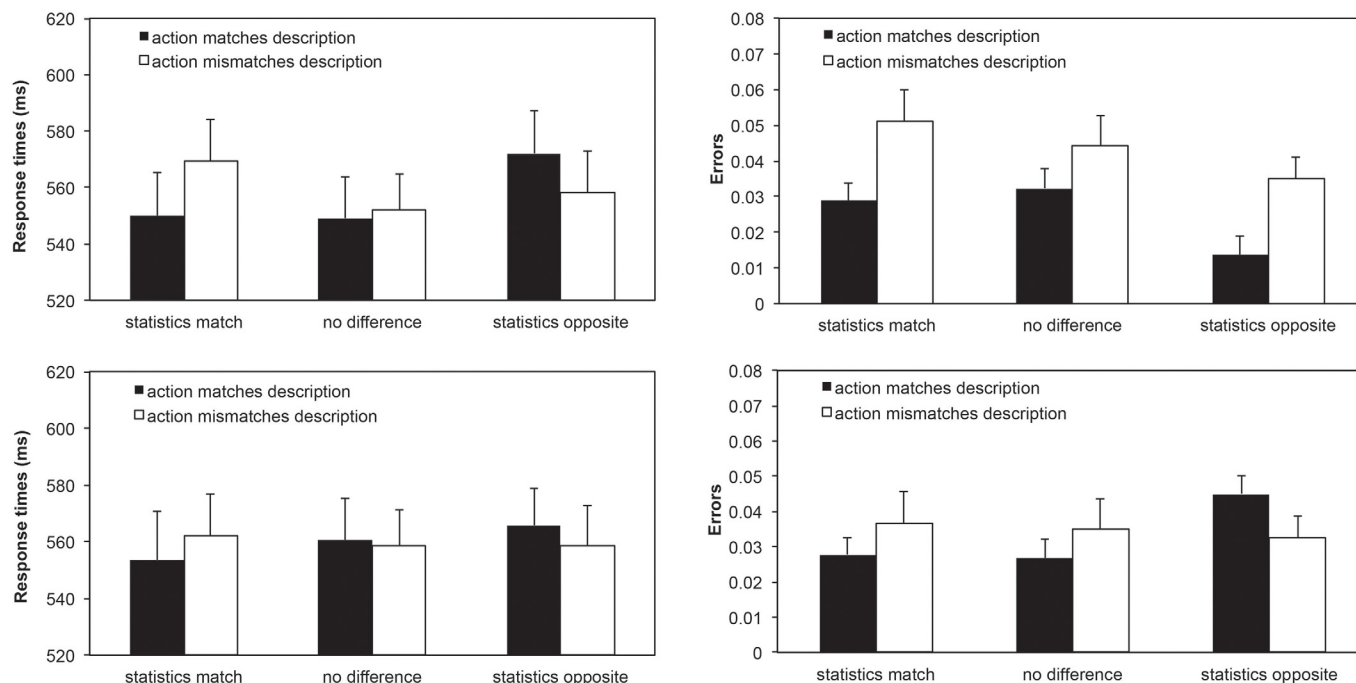 Response times (ms)
620
600
580
560
540
520
action matches description
action mismatches description
statistics match
no difference
statistics opposite
Errors
0.08
0.07
0.06
0.05
0.04
0.03
0.02
0.01
0
action matches description
action mismatches description
statistics match
no difference
statistics opposite
Response times (ms)
620
600
580
560
540
520
action matches description
action mismatches description
statistics match
no difference
statistics opposite
Errors
0.08
0.07
0.06
0.05
0.04
0.03
0.02
0.01
0
action matches description
action mismatches description
statistics match
no difference
statistics opposite